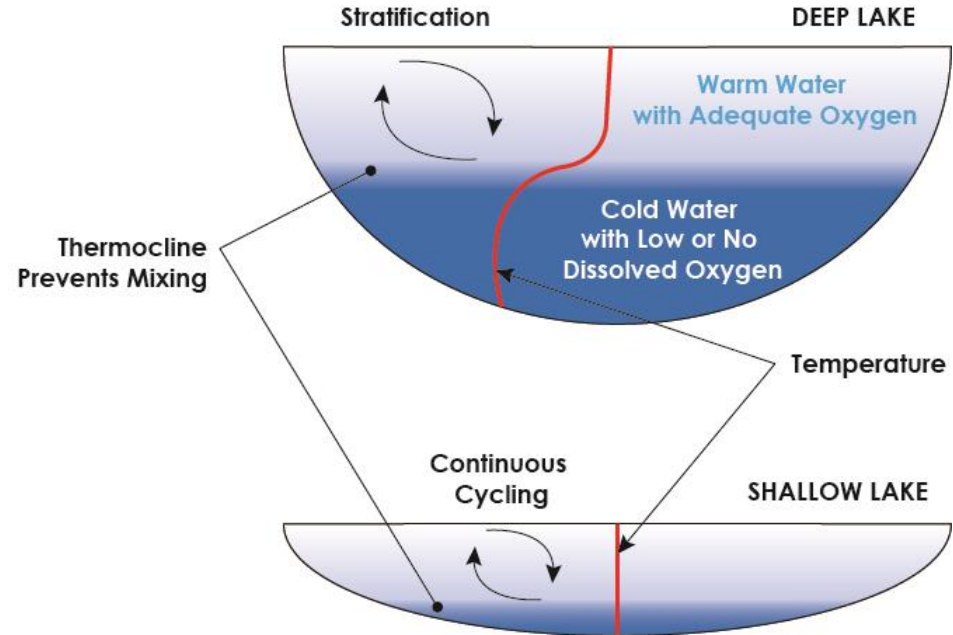 Stratification
DEEP LAKE
Warm Water
with Adequate Oxygen
Cold Water
with Low or No
Dissolved Oxygen
Thermocline
Prevents Mixing
Temperature
Continuous
Cycling
SHALLOW LAKE